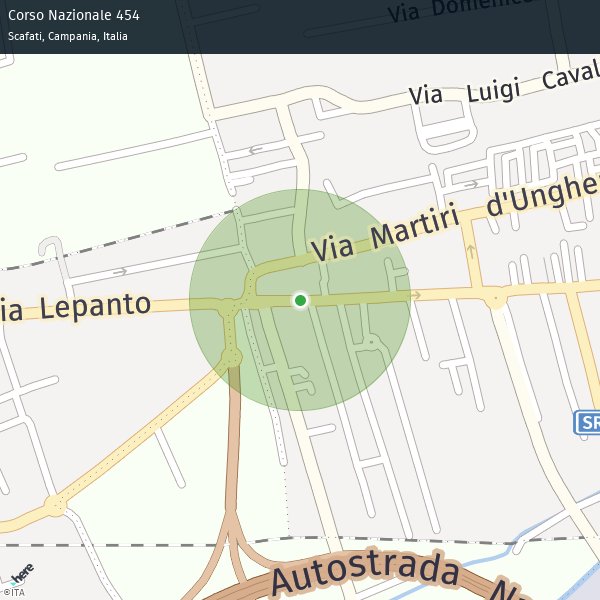 Corso Nazionale 454
Scafati, Campania, Italia
Via Domenico
Via Luigi Caval
Via Martiri d'Unghe
ia Lepanto
SR
Autostrada
here
©ITA